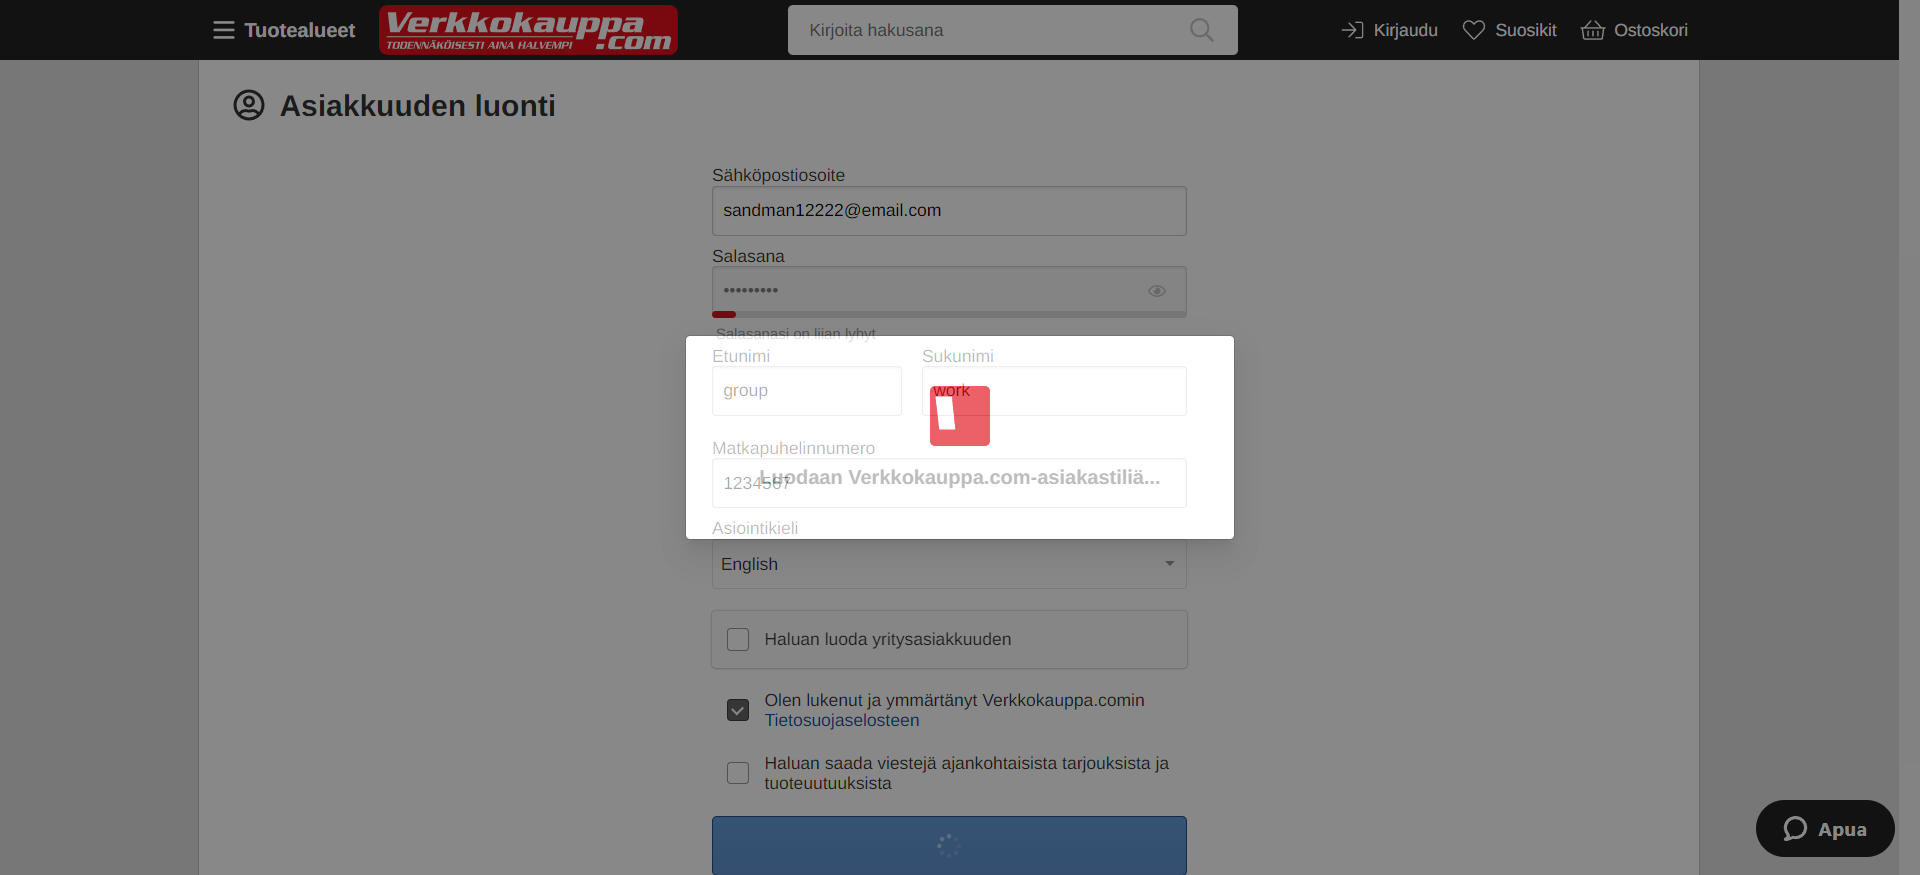 Tuotealueet
Verkkokauppa
.com
TODENNÄKÖISESTI AINA HALVEMPI
Kirjoita hakusana
Kirjaudu
Suosikit
Ostoskori
Asiakkuuden luonti
Sähköpostiosoite
sandman12222@email.com
Salasana
•••••••••
Salasanasi on liian lyhyt
Etunimi
Sukunimi
group
work
Matkapuhelinnumero
1234567
Luodaan Verkkokauppa.com-asiakastiliä...
Asiointikieli
English
Haluan luoda yritysasiakkuuden
Olen lukenut ja ymmärtänyt Verkkokauppa.comin
Tietosuojaselosteen
Haluan saada viestejä ajankohtaisista tarjouksista ja
tuoteuutuuksista
Apua